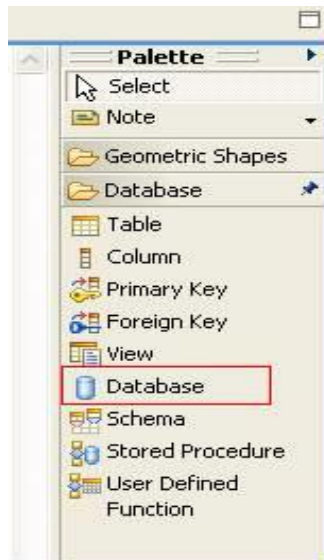 Palette
Select
Note
Geometric Shapes
Database
Table
Column
Primary Key
Foreign Key
View
Database
Schema
Stored Procedure
User Defined
Function